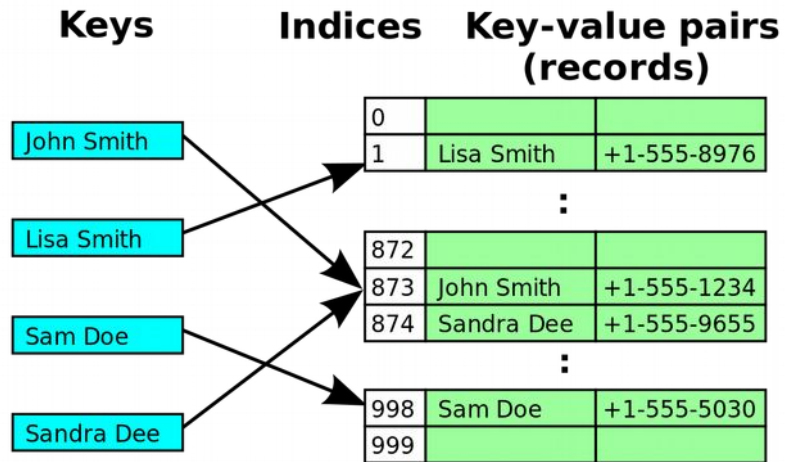 Keys
Indices
Key-value pairs
(records)
John Smith
Lisa Smith
Sam Doe
Sandra Dee
0
1 Lisa Smith +1-555-8976
:
872
873 John Smith +1-555-1234
874 Sandra Dee +1-555-9655
:
998 Sam Doe +1-555-5030
999